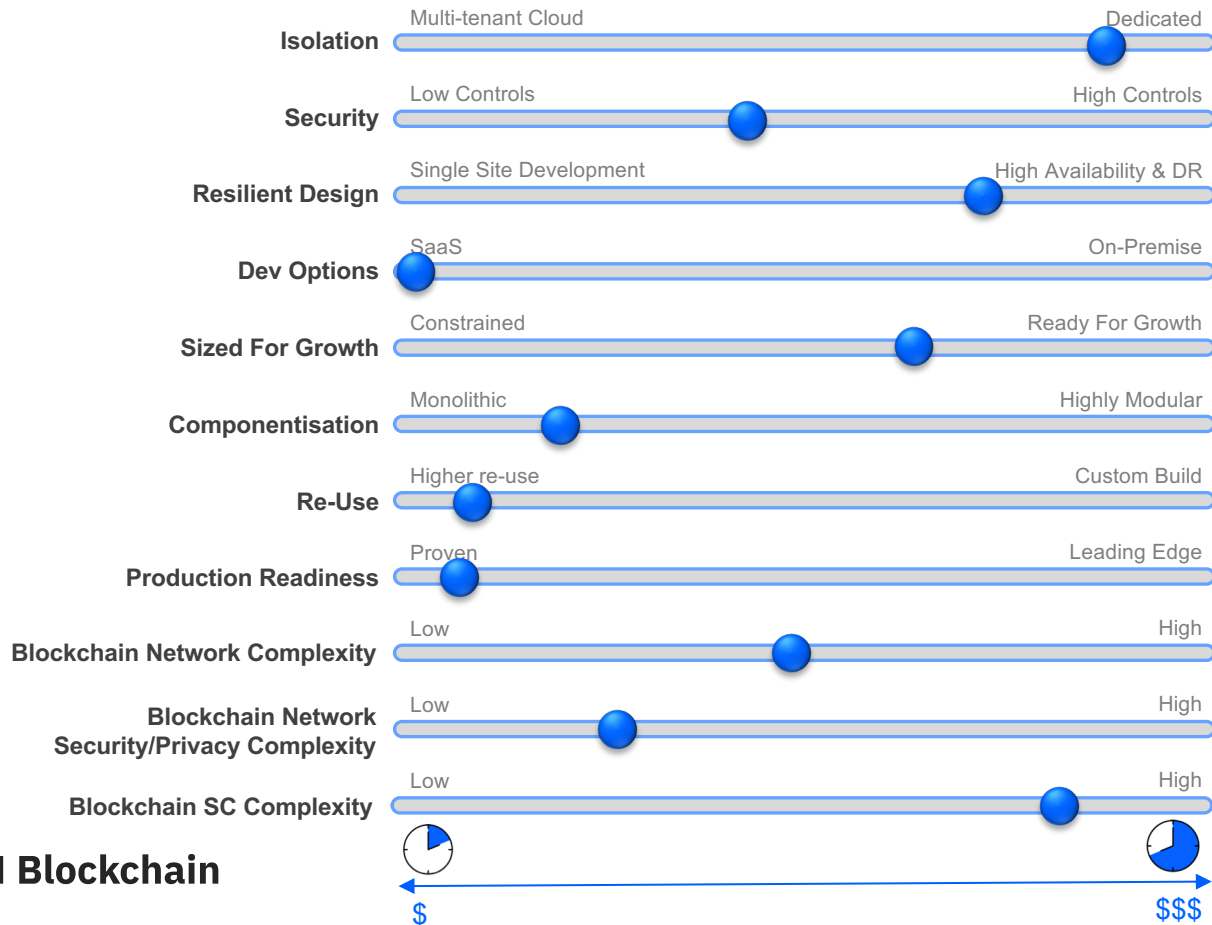 Multi-tenant Cloud
Dedicated
Isolation
Low Controls
High Controls
Security
Single Site Development
High Availability & DR
Resilient Design
SaaS
On-Premise
Dev Options
Constrained
Ready For Growth
Sized For Growth
Monolithic
Highly Modular
Componentisation
Higher re-use
Custom Build
Re-Use
Proven
Leading Edge
Production Readiness
Low
High
Blockchain Network Complexity
Low
High
Blockchain Network
Security/Privacy Complexity
Low
High
Blockchain SC Complexity
Blockchain
$
$$$